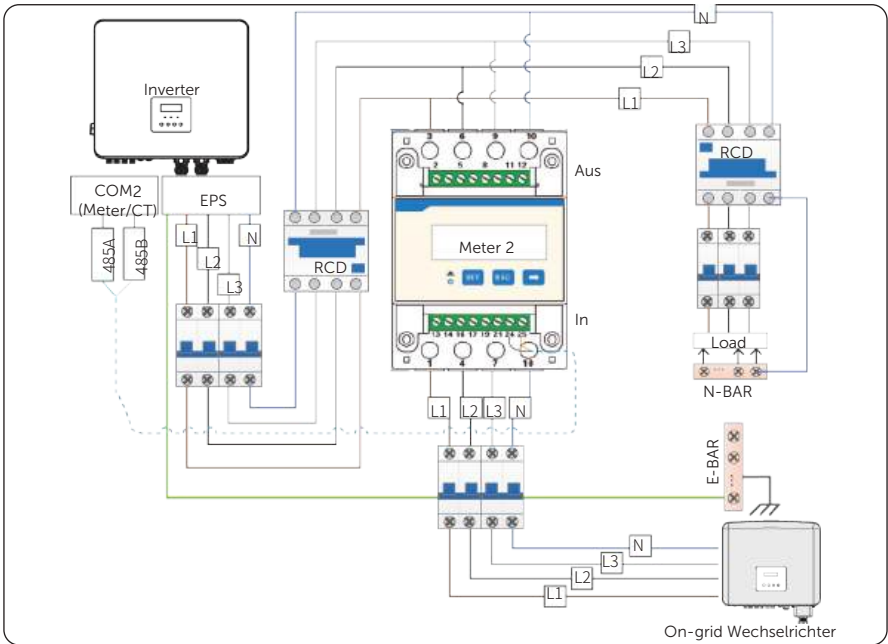 N
L3
L2
L1
Inverter
COM2
(Meter/CT)
EPS
485A
485B
L1
L2
L3
N
RCD
3 6 9 10
2 5 8 11 12
Aus
Meter 2
SET ESC
In
13 14 16 17 19 21 24 25
1 4 7 10
L1 L2 L3 N
RCD
Load
N-BAR
E-BAR
N
L3
L2
L1
On-grid Wechselrichter